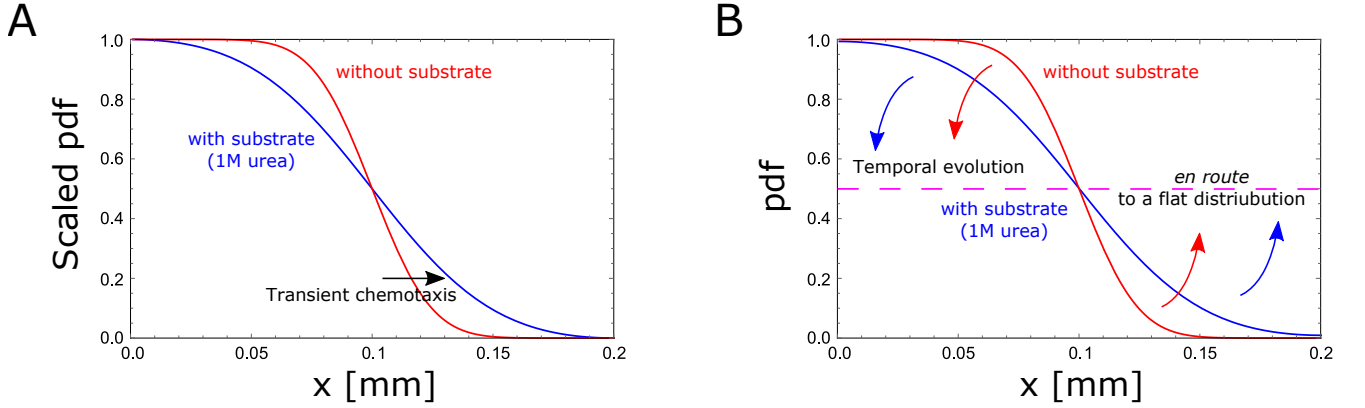 A
Scaled pdf
1.0
0.8
0.6
0.4
0.2
0.0
without substrate
with substrate
(1M urea)
Transient chemotaxis
0.0
0.05
0.1
0.15
0.2
x [mm]
B
pdf
1.0
0.8
0.6
0.4
0.2
0.0
without substrate
Temporal evolution
en route
to a flat distriubution
with substrate
(1M urea)
0.0
0.05
0.1
0.15
0.2
x [mm]